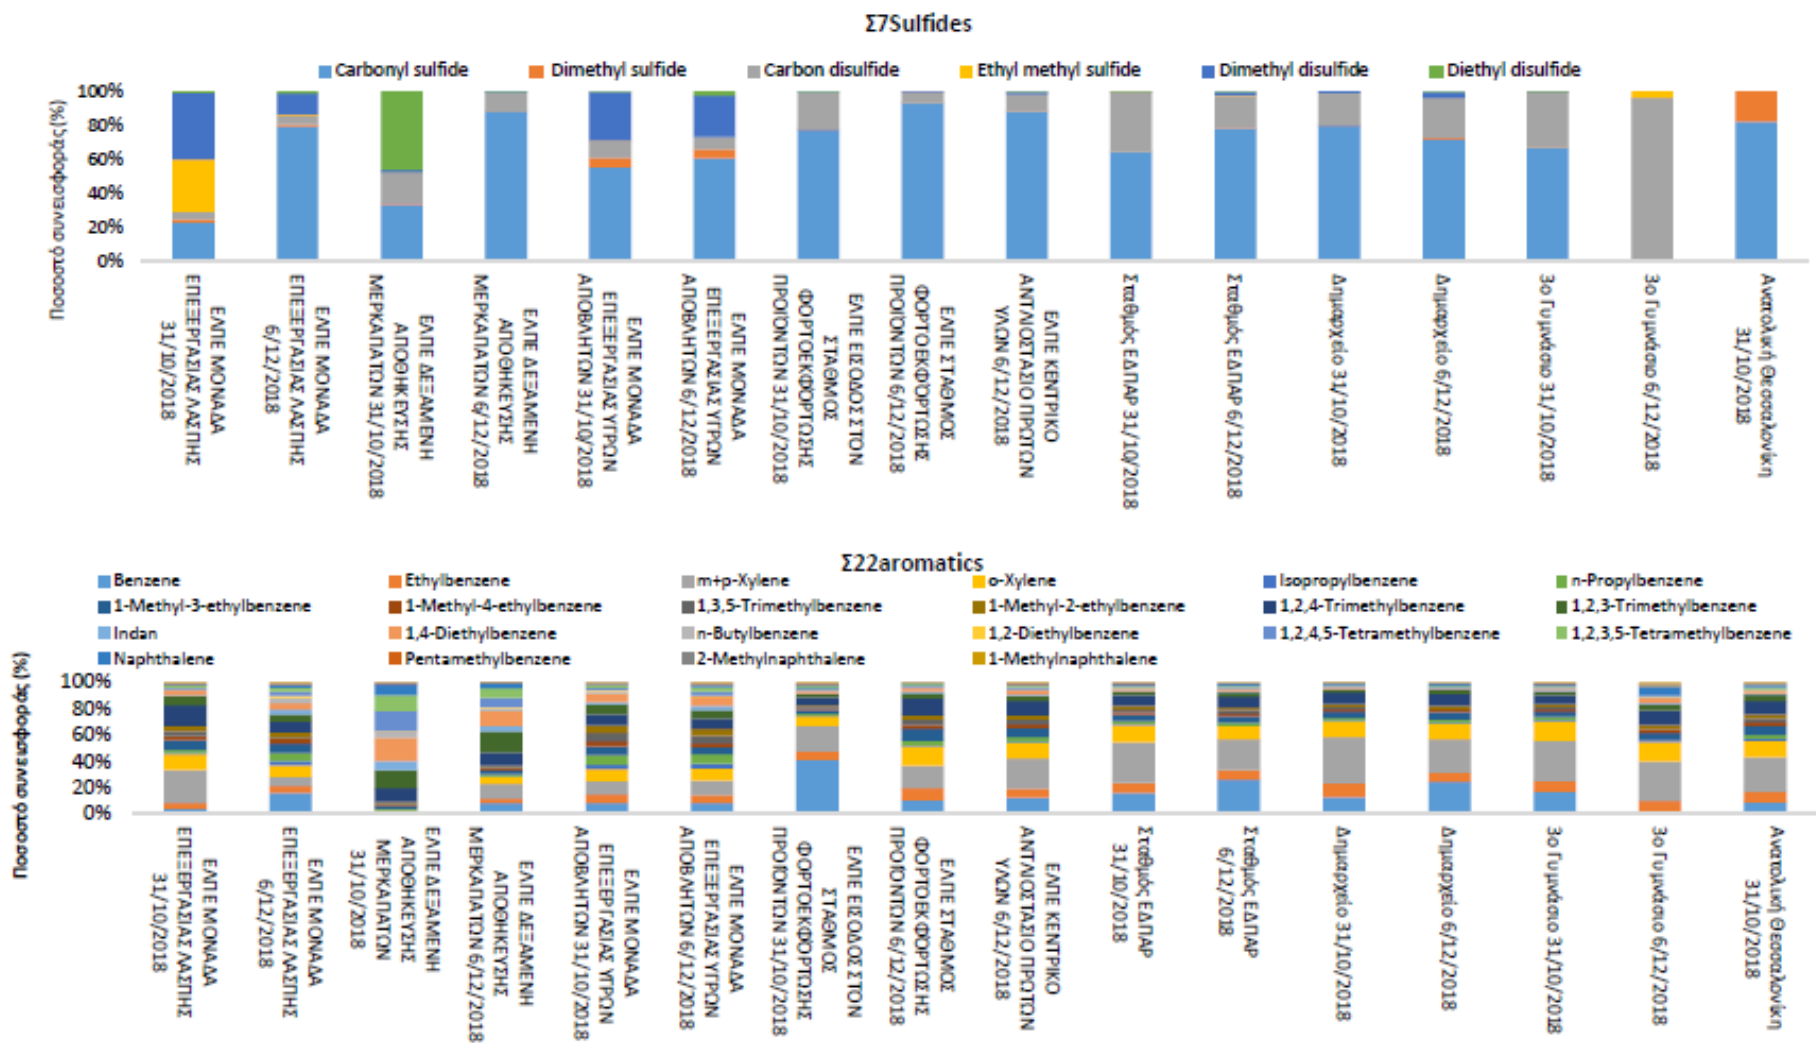 Σ7Sulfides
Carbonyl sulfide Dimethyl sulfide Carbon disulfide Ethyl methyl sulfide Dimethyl disulfide Diethyl disulfide
Ποσοστό συνεισφοράς(%)
100%
80%
60%
40%
20%
0%
ΕΛΠΕ ΜΟΝΑΔΑ
ΕΠΕΞΕΡΓΑΣΙΑΣ ΛΑΣΠΗΣ
31/10/2018
ΕΛΠΕ ΜΟΝΑΔΑ
ΕΠΕΞΕΡΓΑΣΙΑΣ ΛΑΣΠΗΣ
6/12/2018
ΕΛΠΕ ΔΕΞΑΜΕΝΗ
ΑΠΟΘΗΚΕΥΣΗΣ
ΜΕΡΚΑΠΑΤΩΝ 31/10/2018
ΕΛΠΕ ΔΕΞΑΜΕΝΗ
ΑΠΟΘΗΚΕΥΣΗΣ
ΜΕΡΚΑΠΑΤΩΝ 6/12/2018
ΕΛΠΕ ΜΟΝΑΔΑ
ΕΠΕΞΕΡΓΑΣΙΑΣ ΥΓΡΩΝ
ΑΠΟΒΛΗΤΩΝ 31/10/2018
ΕΛΠΕ ΜΟΝΑΔΑ
ΕΠΕΞΕΡΓΑΣΙΑΣ ΥΓΡΩΝ
ΑΠΟΒΛΗΤΩΝ 6/12/2018
ΕΛΠΕ ΕΙΣΟΔΟΣ ΣΤΟΝ
ΣΤΑΘΜΟΣ
ΦΟΡΤΟΕΚΦΟΡΤΩΣΗΣ
ΠΡΟΪΟΝΤΩΝ 31/10/2018
ΕΛΠΕ ΣΤΑΘΜΟΣ
ΦΟΡΤΟΕΚΦΟΡΤΩΣΗΣ
ΠΡΟΪΟΝΤΩΝ 6/12/2018
ΕΛΠΕ ΚΕΝΤΡΙΚΟ
ΑΝΤΛΙΟΣΤΑΣΙΟ ΠΡΩΤΩΝ
ΥΛΩΝ 6/12/2018
Σταθμός ΕΔΠΑΡ 31/10/2018
Σταθμός ΕΔΠΑΡ 6/12/2018
Δημαρχείο 31/10/2018
Δημαρχείο 6/12/2018
3ο Γυμνάσιο 31/10/2018
3ο Γυμνάσιο 6/12/2018
Ανατολική Θεσσαλονίκη
31/10/2018
Σ22aromatics
Benzene Ethylbenzene m+p-Xylene o-Xylene Isopropylbenzene n-Propylbenzene
1-Methyl-3-ethylbenzene 1-Methyl-4-ethylbenzene 1,3,5-Trimethylbenzene 1-Methyl-2-ethylbenzene 1,2,4-Trimethylbenzene 1,2,3-Trimethylbenzene
Indan 1,4-Diethylbenzene n-Butylbenzene 1,2-Diethylbenzene 1,2,4,5-Tetramethylbenzene 1,2,3,5-Tetramethylbenzene
Naphthalene Pentamethylbenzene 2-Methylnaphthalene 1-Methylnaphthalene
Ποσοστό συνεισφοράς(%)
100%
80%
60%
40%
20%
0%
ΕΛΠΕ ΜΟΝΑΔΑ
ΕΠΕΞΕΡΓΑΣΙΑΣ ΛΑΣΠΗΣ
31/10/2018
ΕΛΠΕ ΜΟΝΑΔΑ
ΕΠΕΞΕΡΓΑΣΙΑΣ ΛΑΣΠΗΣ
6/12/2018
ΕΛΠΕ ΔΕΞΑΜΕΝΗ
ΑΠΟΘΗΚΕΥΣΗΣ
ΜΕΡΚΑΠΑΤΩΝ
31/10/2018
ΕΛΠΕ ΔΕΞΑΜΕΝΗ
ΑΠΟΘΗΚΕΥΣΗΣ
ΜΕΡΚΑΠΑΤΩΝ 6/12/2018
ΕΛΠΕ ΜΟΝΑΔΑ
ΕΠΕΞΕΡΓΑΣΙΑΣ ΥΓΡΩΝ
ΑΠΟΒΛΗΤΩΝ 31/10/2018
ΕΛΠΕ ΜΟΝΑΔΑ
ΕΠΕΞΕΡΓΑΣΙΑΣ ΥΓΡΩΝ
ΑΠΟΒΛΗΤΩΝ 6/12/2018
ΕΛΠΕ ΕΙΣΟΔΟΣ ΣΤΟΝ
ΣΤΑΘΜΟΣ
ΦΟΡΤΟΕΚΦΟΡΤΩΣΗΣ
ΠΡΟΪΟΝΤΩΝ 31/10/2018
ΕΛΠΕ ΣΤΑΘΜΟΣ
ΦΟΡΤΟΕΚΦΟΡΤΩΣΗΣ
ΠΡΟΪΟΝΤΩΝ 6/12/2018
ΕΛΠΕ ΚΕΝΤΡΙΚΟ
ΑΝΤΛΙΟΣΤΑΣΙΟ ΠΡΩΤΩΝ
ΥΛΩΝ 6/12/2018
Σταθμός ΕΔΠΑΡ
31/10/2018
Σταθμός ΕΔΠΑΡ
6/12/2018
Δημαρχείο 31/10/2018
Δημαρχείο 6/12/2018
3ο Γυμνάσιο 31/10/2018
3ο Γυμνάσιο 6/12/2018
Ανατολική Θεσσαλονίκη
31/10/2018